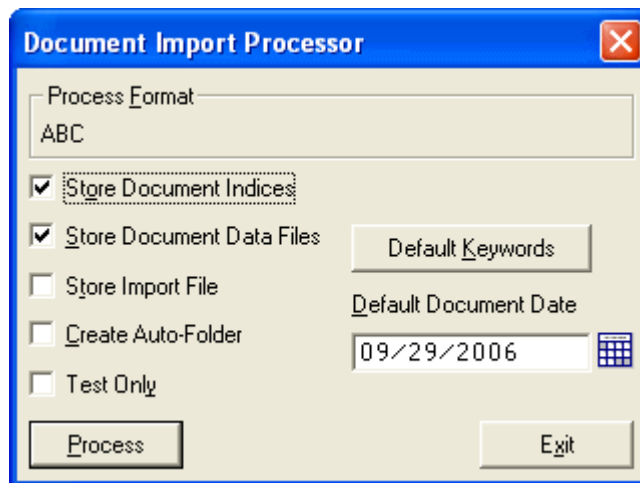 Document Import Processor
Process Format
ABC
Store Document Indices
Store Document Data Files
Default Keywords
Store Import File
Default Document Date
Create Auto-Folder
09/29/2006
Test Only
Process
Exit